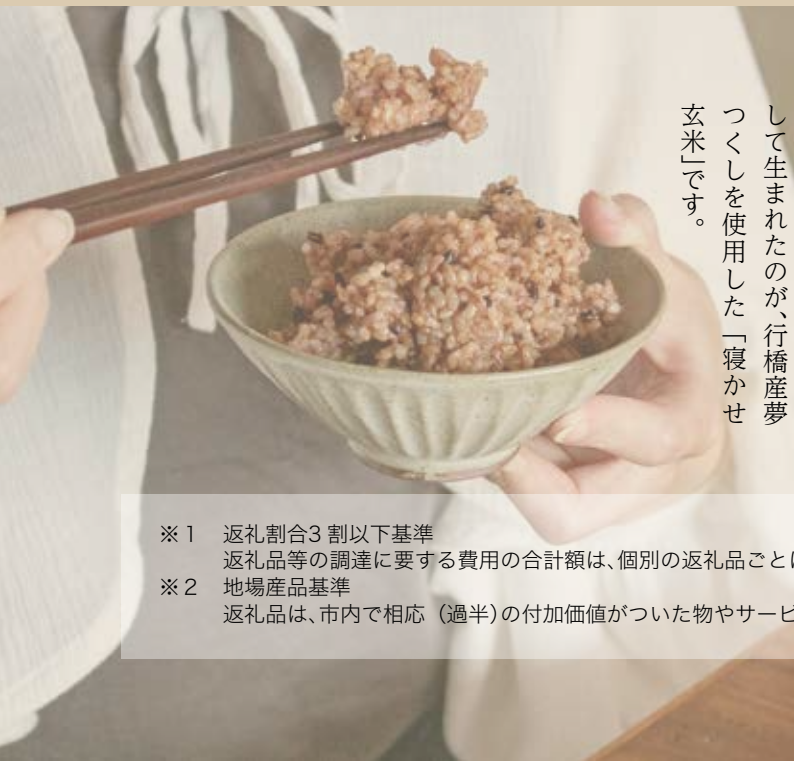 して生まれたのが、行橋産夢
つくしを使用した「寝かせ
玄米」です。
※1 返礼割合3割以下基準
返礼品等の調達に要する費用の合計額は、個別の返礼品ごと
※2 地場産品基準
返礼品は、市内で相応（過半）の付加価値がついた物やサービ